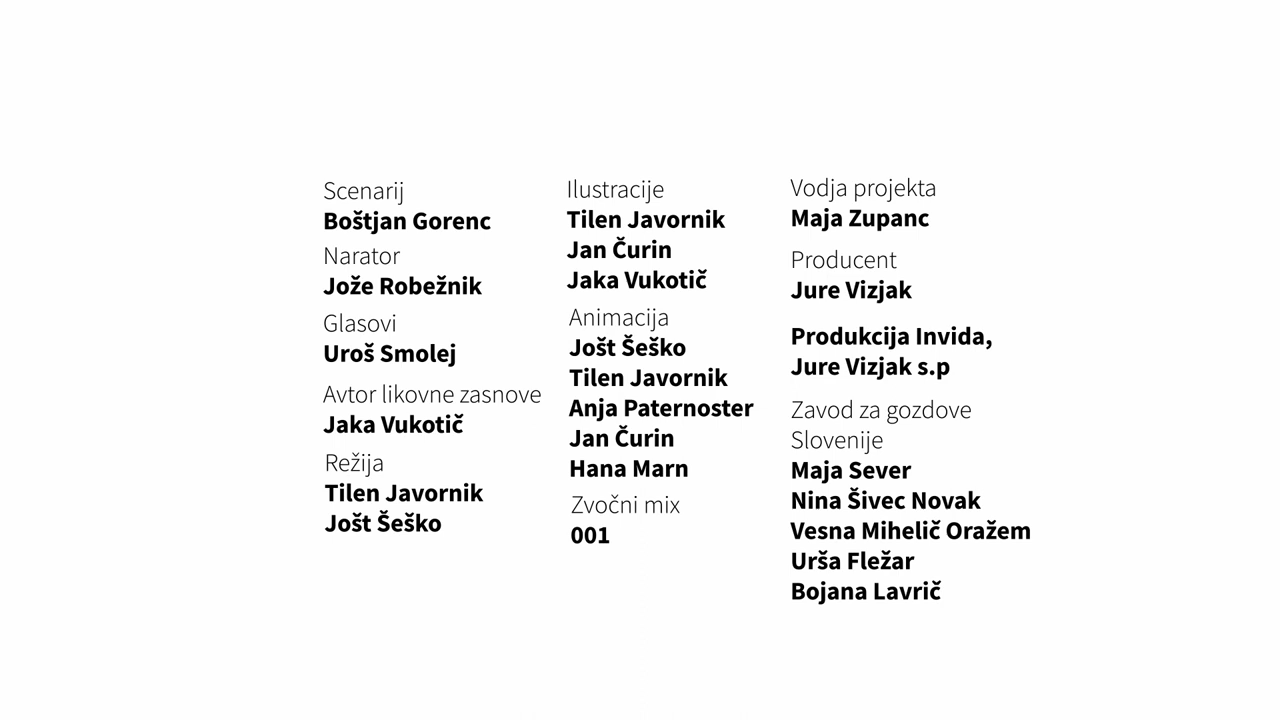 Scenarij
Boštjan Gorenc
Narator
Jože Robežnik
Glasovi
Uroš Smolej
Avtor likovne zasnove
Jaka Vukotič
Režija
Tilen Javornik
Jošt Šeško
Ilustracije
Tilen Javornik
Jan Čurin
Jaka Vukotič
Animacija
Jošt Šeško
Tilen Javornik
Anja Paternoster
Jan Čurin
Hana Marn
Zvočni mix
001
Vodja projekta
Maja Zupanc
Producent
Jure Vizjak
Produkcija Invida,
Jure Vizjak s.p
Zavod za gozdove
Slovenije
Maja Sever
Nina Šivec Novak
Vesna Mihelič Oražem
Urša Fležar
Bojana Lavrič